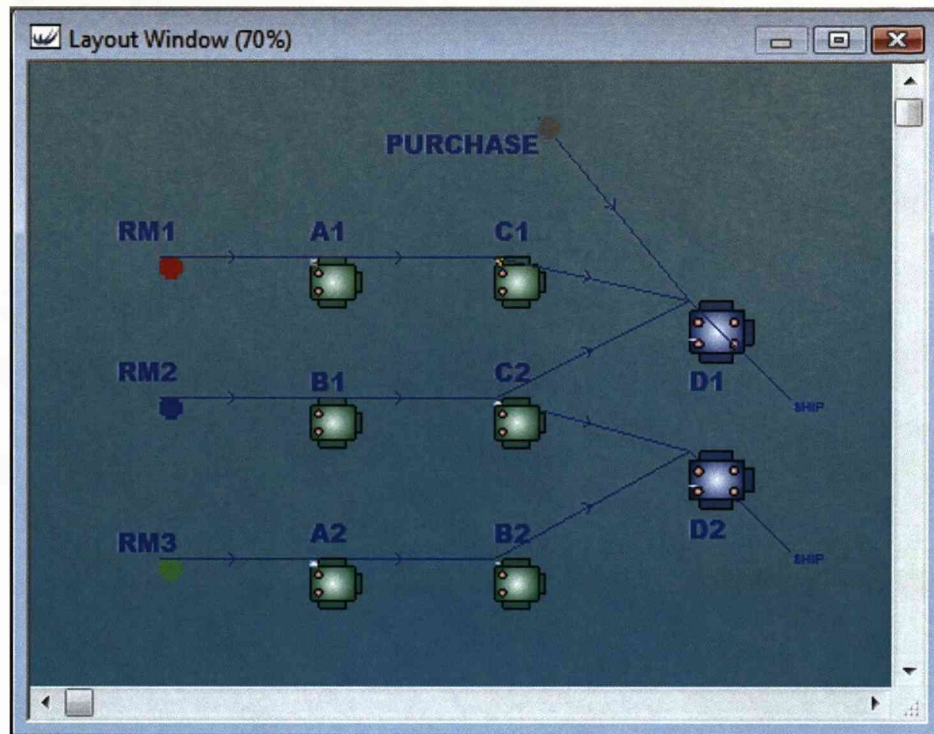 Layout Window (70%)
PURCHASE
RM1 A1 C1
RM2 B1 C2 D1
SHIP
RM3 A2 B2 D2
SHIP